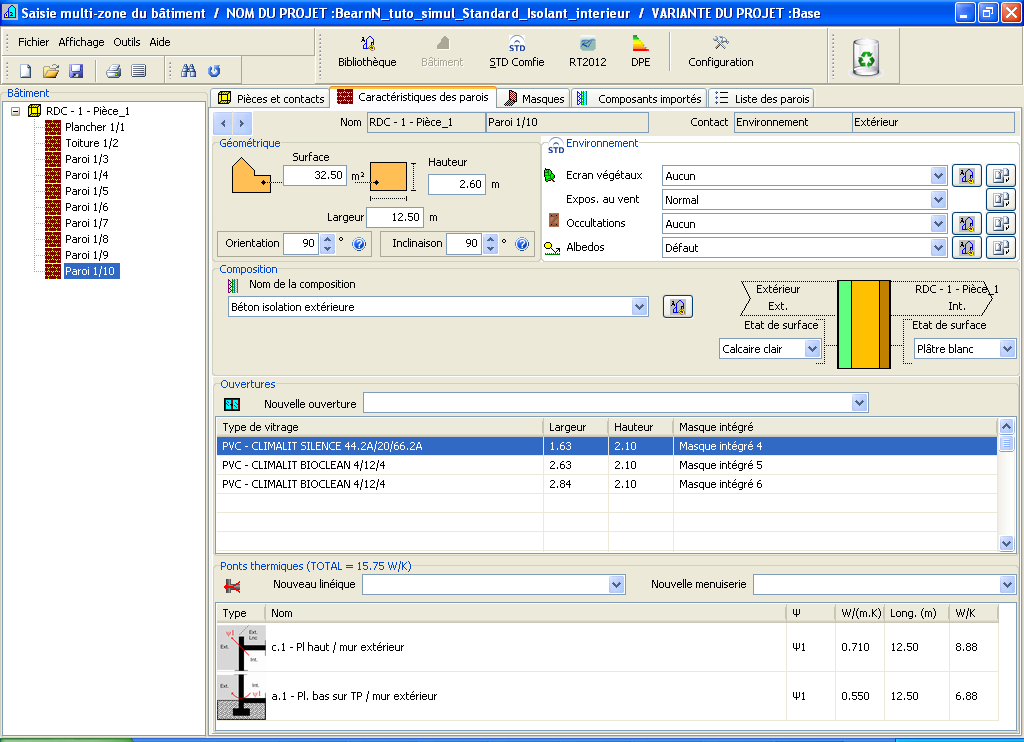 Saisie multi-zone du bâtiment / NOM DU PROJET :BearnN_tuto_simul_Standard_Isolant_interieur / VARIANTE DU PROJET :Base
Fichier Affichage Outils Aide
Bibliothèque Bâtiment STD STD Comfie RT2012 DPE Configuration
Bâtiment
RDC - 1 - Pièce_1
Plancher 1/1
Toiture 1/2
Paroi 1/3
Paroi 1/4
Paroi 1/5
Paroi 1/6
Paroi 1/7
Paroi 1/8
Paroi 1/9
Paroi 1/10
Pièces et contacts Caractéristiques des parois Masques Composants importés Liste des parois
Nom RDC - 1 - Pièce_1 Paroi 1/10 Contact Environnement Extérieur
Géométrique
Surface
32.50 m²
Hauteur
2.60 m
Largeur 12.50 m
Orientation 90 ° Inclinaison 90 °
STD Environnement
Ecran végétaux Aucun
Expos. au vent Normal
Occultations Aucun
Albedos Défaut
Composition
Nom de la composition
Béton isolation extérieure
Extérieur
Ext.
RDC - 1 - Pièce_1
Int.
Etat de surface
Calcaire clair
Etat de surface
Plâtre blanc
Ouvertures
Nouvelle ouverture
Type de vitrage Largeur Hauteur Masque intégré
PVC - CLIMALIT SILENCE 44.2A/20/66.2A 1.63 2.10 Masque intégré 4
PVC - CLIMALIT BIOCLEAN 4/12/4 2.63 2.10 Masque intégré 5
PVC - CLIMALIT BIOCLEAN 4/12/4 2.84 2.10 Masque intégré 6
Ponts thermiques (TOTAL = 15.75 W/K)
Nouveau linéique Nouvelle menuiserie
Type Nom Ψ W/(m.K) Long. (m) W/K
Ψ1 Ext. Lnc Ext. Int. c.1 - Pl haut / mur extérieur Ψ1 0.710 12.50 8.88
Ext. Int. Ψ1 a.1 - Pl. bas sur TP / mur extérieur Ψ1 0.550 12.50 6.88